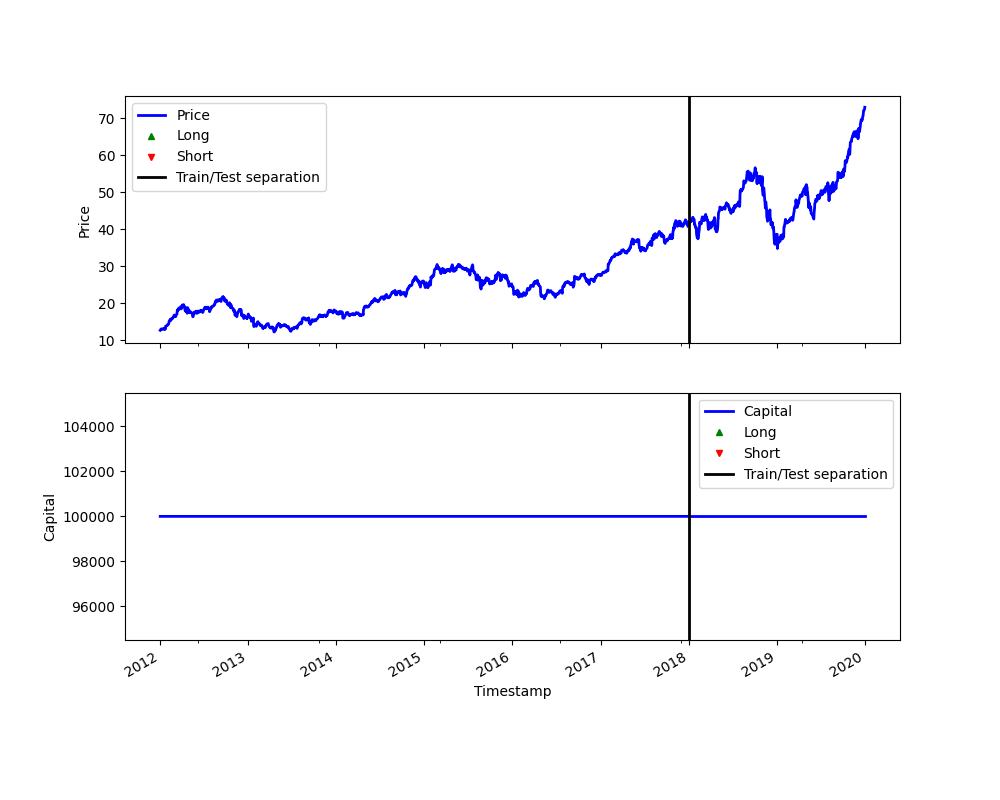 Price
Long
Short
Train/Test separation
70
60
50
40
30
20
10
Price
Capital
Long
Short
Train/Test separation
104000
102000
100000
98000
96000
Capital
2012 2013 2014 2015 2016 2017 2018 2019 2020
Timestamp